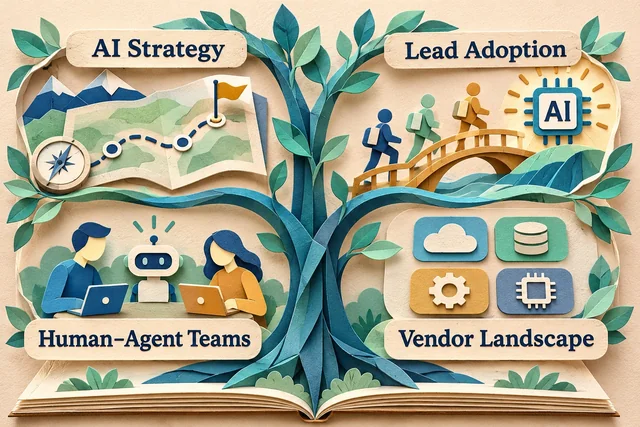 AI Strategy
Lead Adoption
AI
Human–Agent Teams
Vendor Landscape